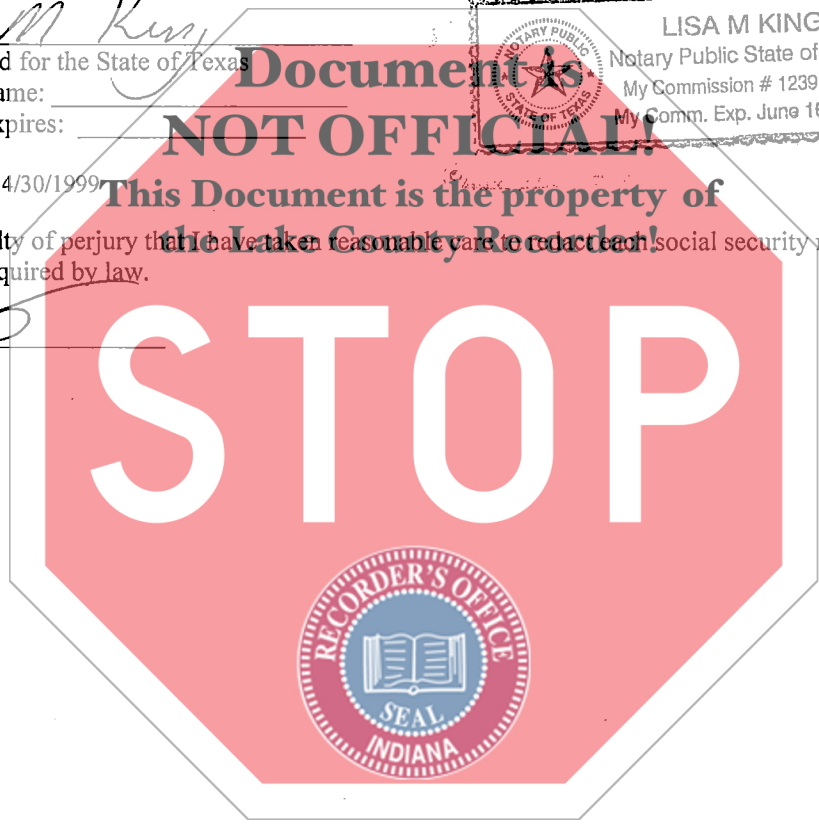 M King
d for the State of Texas
ame:
xpires:
LISA M KING
Notary Public State of
My Commission # 1239
My Comm. Exp. June 16
NOTARY PUBLIC
STATE OF TEXAS
Document is
NOT OFFICIAL!
4/30/1999
This Document is the property of
the Lake County Recorder!
lty of perjury that I have taken reasonable care to redact each social security
quired by law.
STOP
RECORDER'S OFFICE
SEAL
INDIANA